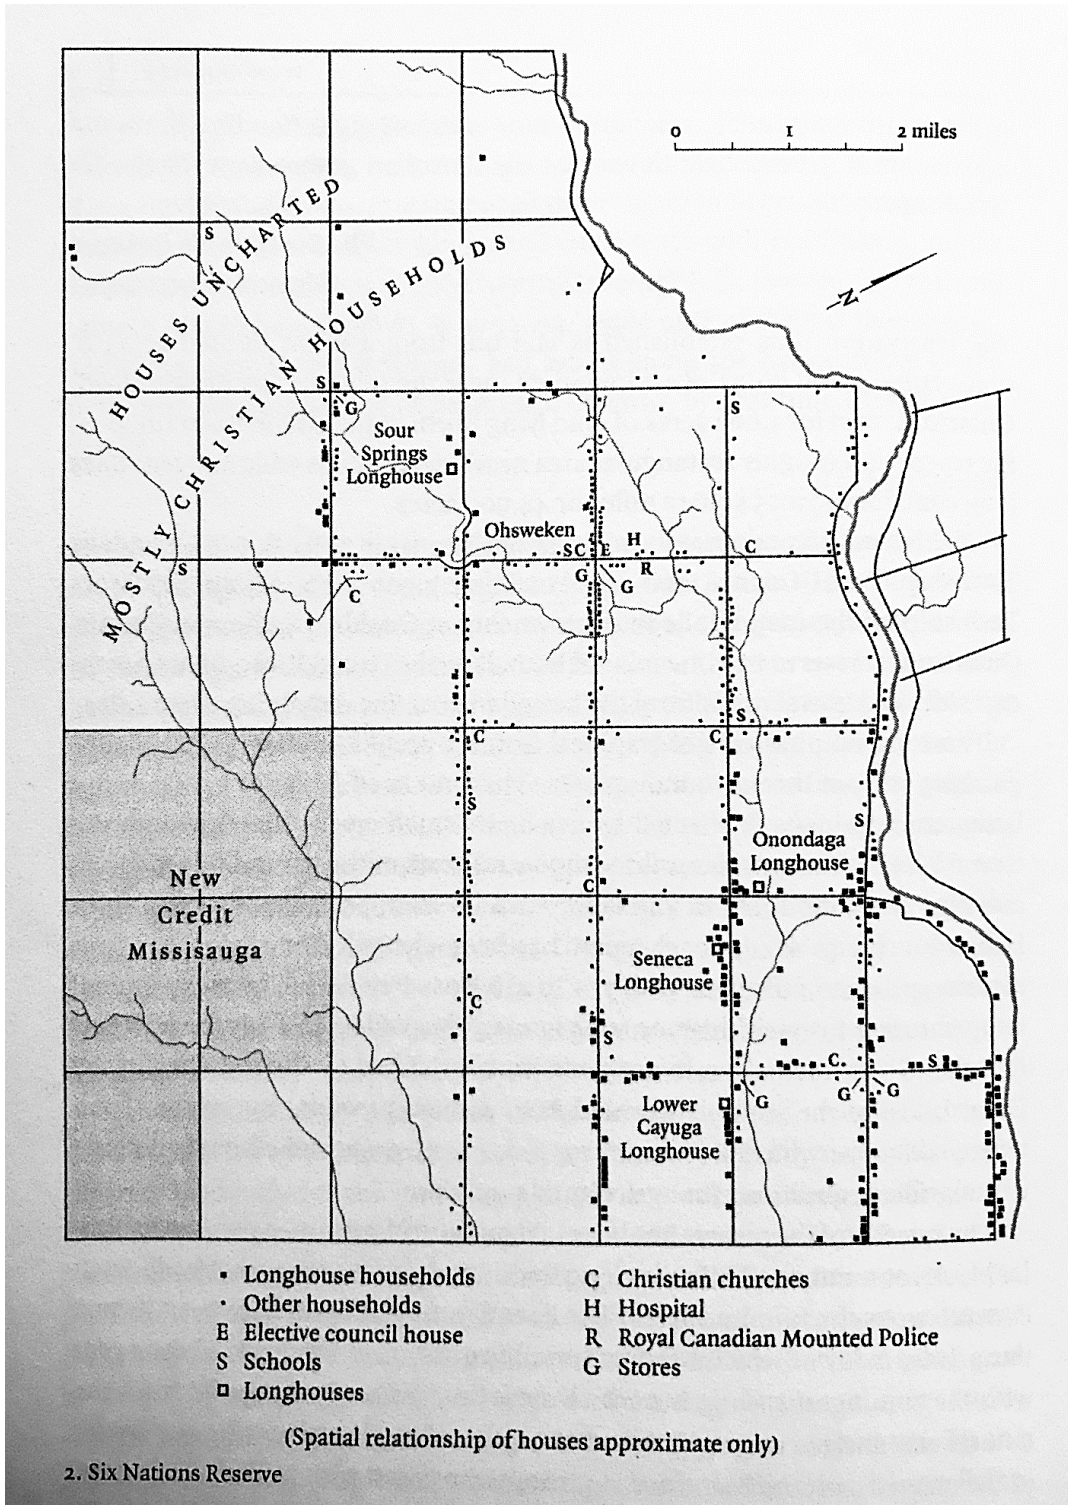 0 1 2 miles
HOUSES UNCHARTED
MOSTLY CHRISTIAN HOUSEHOLDS
N
S
S
G
S
Sour
Springs
Longhouse
Ohsweken
S C E
H
C
G
G
R
S
C
S
C
C
S
S
Onondaga
Longhouse
C
New
Credit
Missisauga
Seneca
Longhouse
C
S
C
S
G
G
G
Lower
Cayuga
Longhouse
Longhouse households
Other households
E Elective council house
S Schools
Longhouses
C Christian churches
H Hospital
R Royal Canadian Mounted Police
G Stores
(Spatial relationship of houses approximate only)
2. Six Nations Reserve